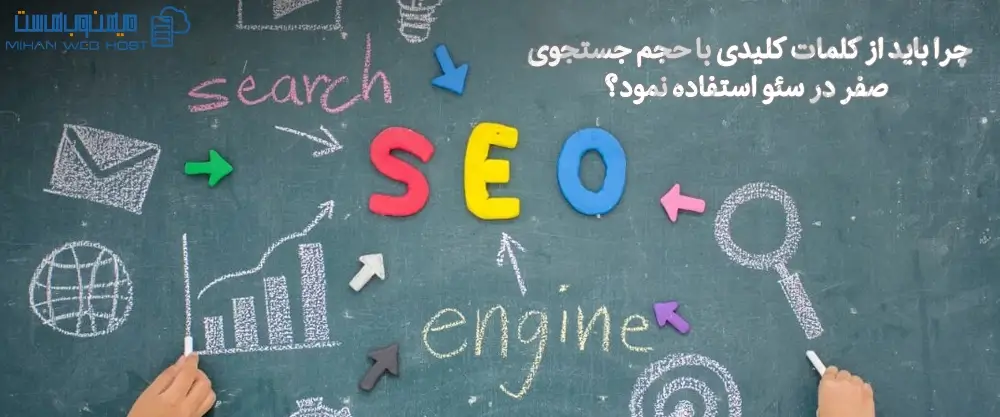 میهن‌وب‌هاست
MIHAN WEB HOST
چرا باید از کلمات کلیدی با حجم جستجوی
صفر در سئو استفاده نمود؟
search
SEO
engine